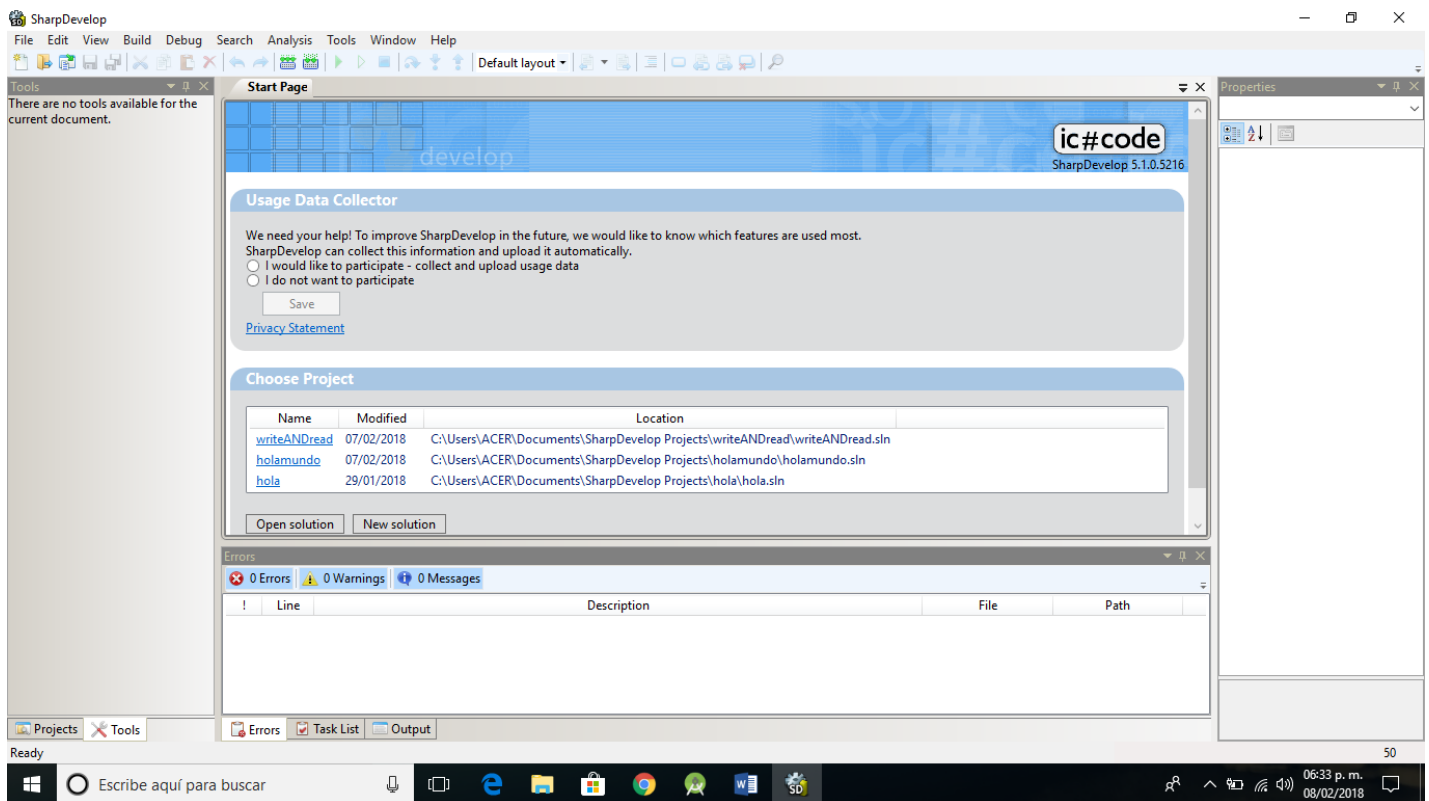 SharpDevelop
File Edit View Build Debug Search Analysis Tools Window Help
Default layout
Tools
There are no tools available for the
current document.
Start Page
develop
ic#code
SharpDevelop 5.1.0.5216
Usage Data Collector
We need your help! To improve SharpDevelop in the future, we would like to know which features are used most.
SharpDevelop can collect this information and upload it automatically.
I would like to participate - collect and upload usage data
I do not want to participate
Save
Privacy Statement
Choose Project
Name Modified Location
writeANDread 07/02/2018 C:\Users\ACER\Documents\SharpDevelop Projects\writeANDread\writeANDread.sln
holamundo 07/02/2018 C:\Users\ACER\Documents\SharpDevelop Projects\holamundo\holamundo.sln
hola 29/01/2018 C:\Users\ACER\Documents\SharpDevelop Projects\hola\hola.sln
Open solution New solution
Properties
Errors
0 Errors 0 Warnings 0 Messages
! Line Description File Path
Projects Tools
Errors Task List Output
Ready 50
Escribe aquí para buscar
06:33 p. m.
08/02/2018